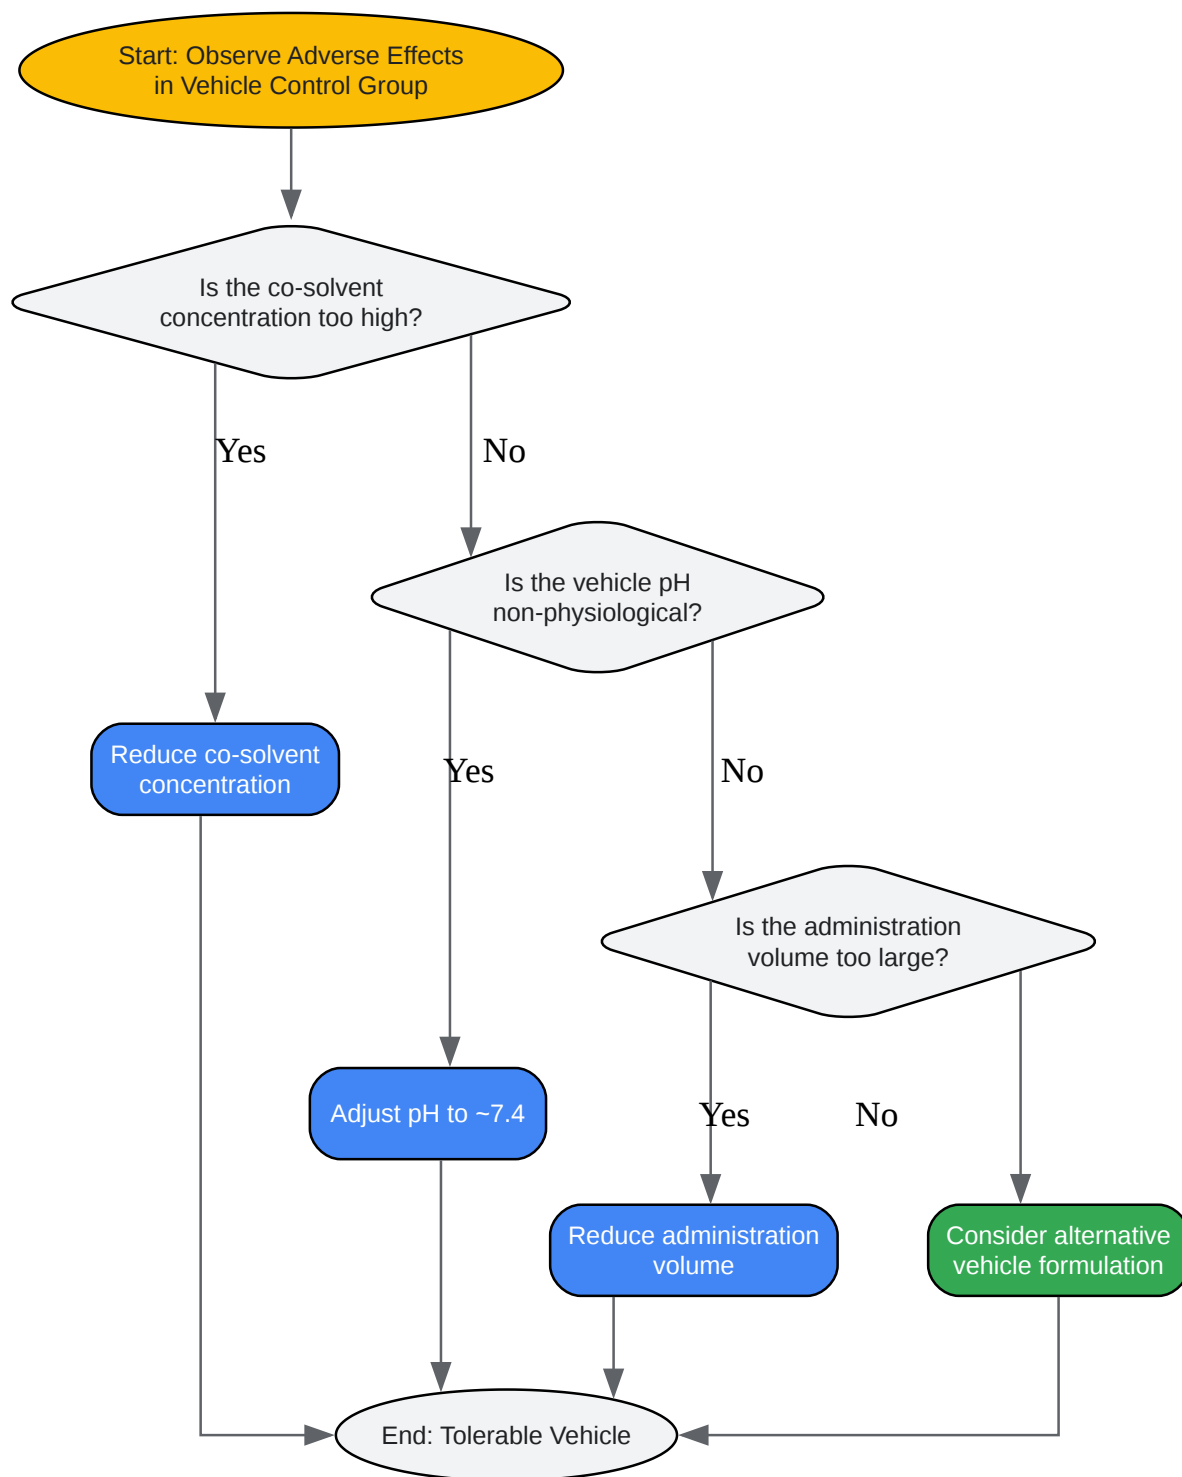 Start: Observe Adverse Effects
in Vehicle Control Group
Is the co-solvent
concentration too high?
Yes
No
Is the vehicle pH
non-physiological?
Reduce co-solvent
concentration
Yes
No
Is the administration
volume too large?
Adjust pH to ~7.4
Yes
No
Reduce administration
volume
Consider alternative
vehicle formulation
End: Tolerable Vehicle